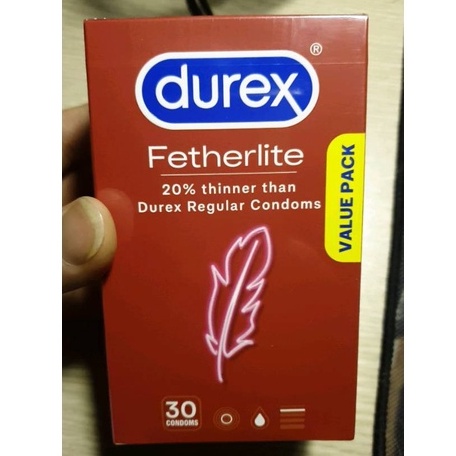 durex®
Fetherlite
20% thinner than
Durex Regular Condoms
VALUE PACK
30
CONDOMS